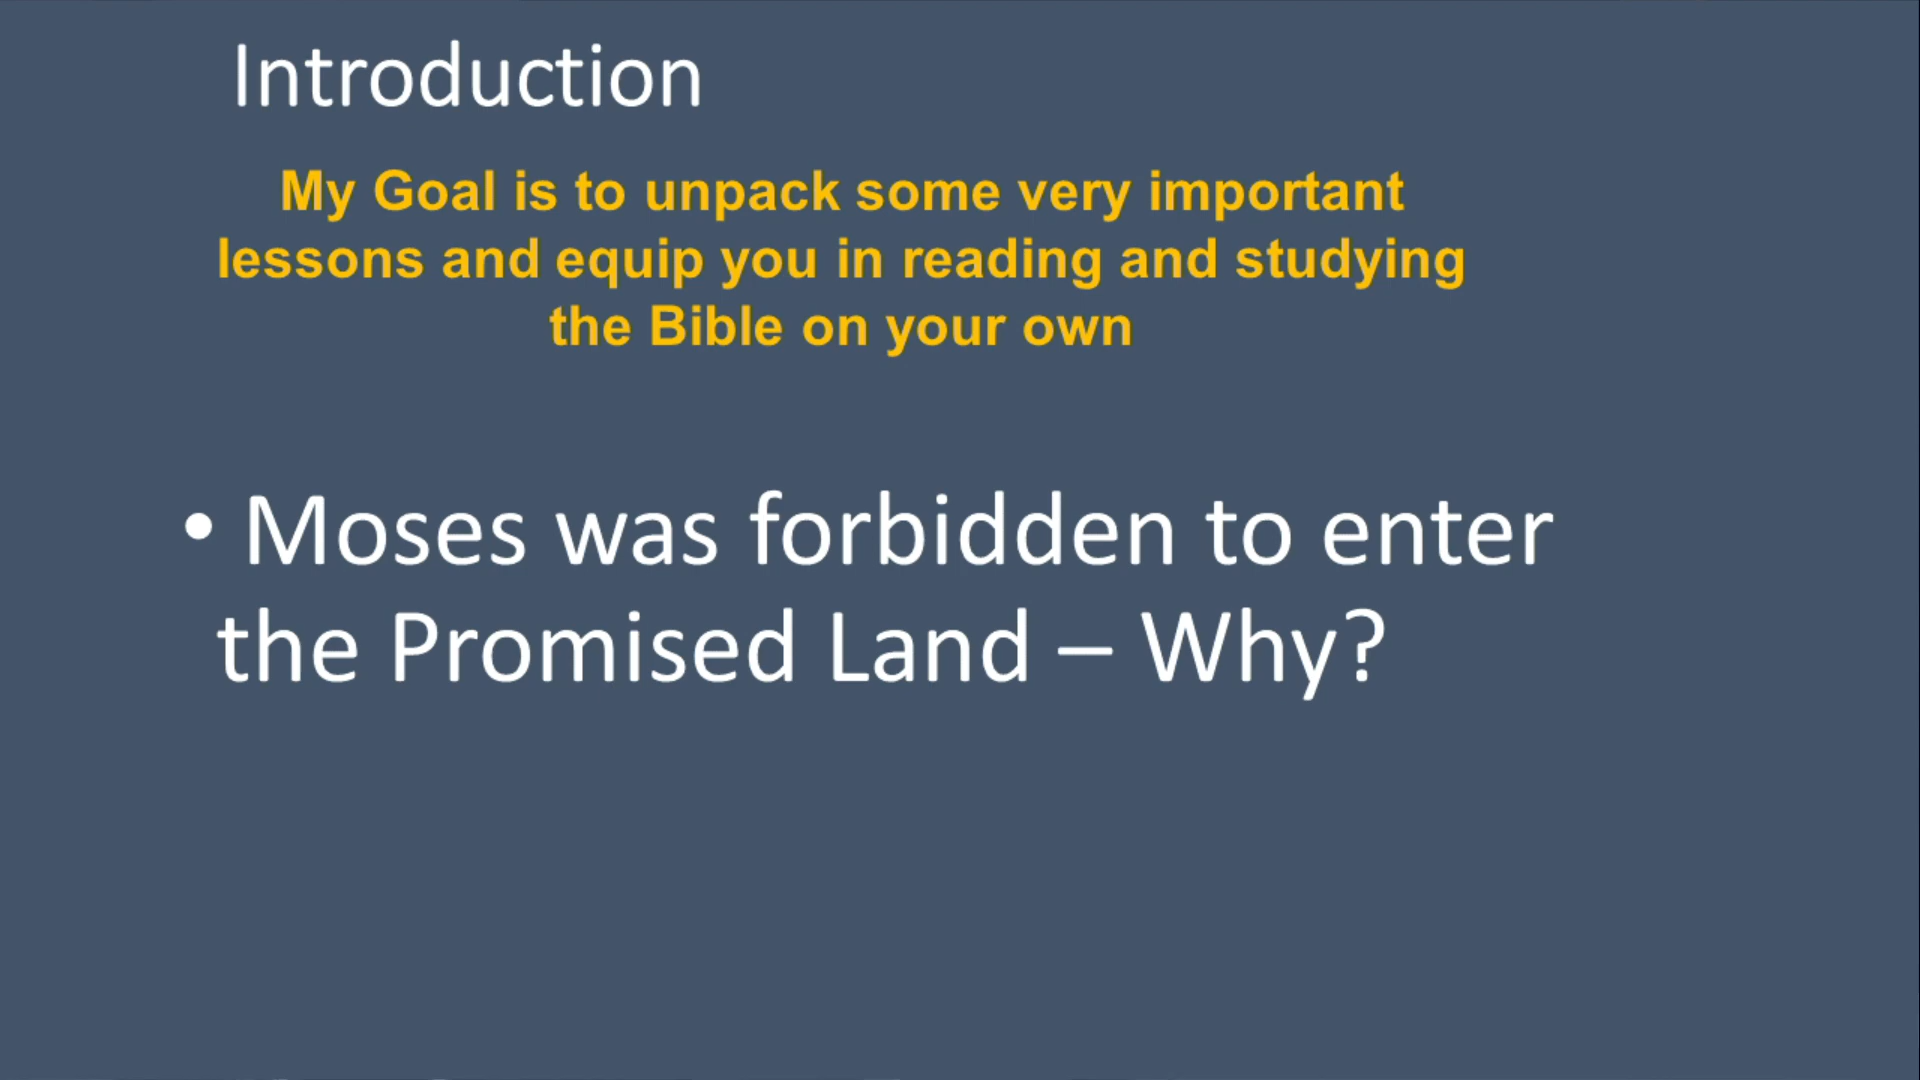 Introduction
My Goal is to unpack some very important
lessons and equip you in reading and studying
the Bible on your own
• Moses was forbidden to enter
the Promised Land – Why?